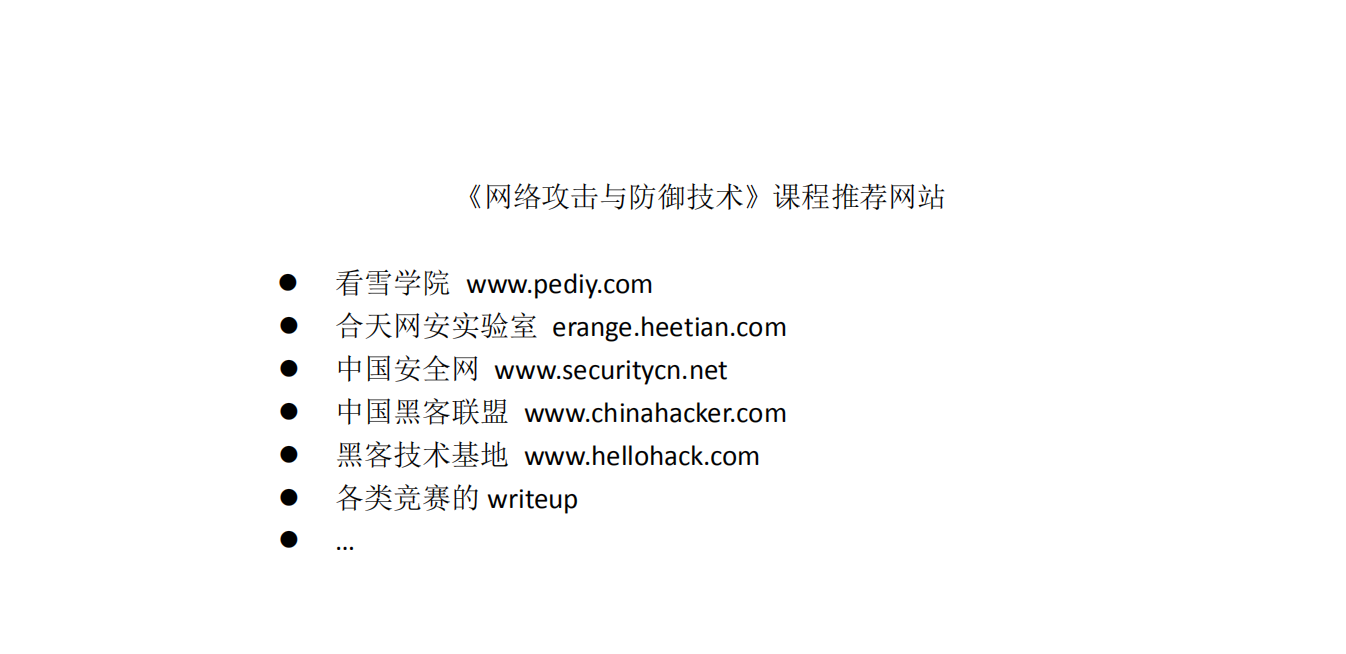 《网络攻击与防御技术》课程推荐网站
● 看雪学院 www.pediy.com
● 合天网安实验室 erange.heetian.com
● 中国安全网 www.securitycn.net
● 中国黑客联盟 www.chinahacker.com
● 黑客技术基地 www.hellohack.com
● 各类竞赛的 writeup
● ...